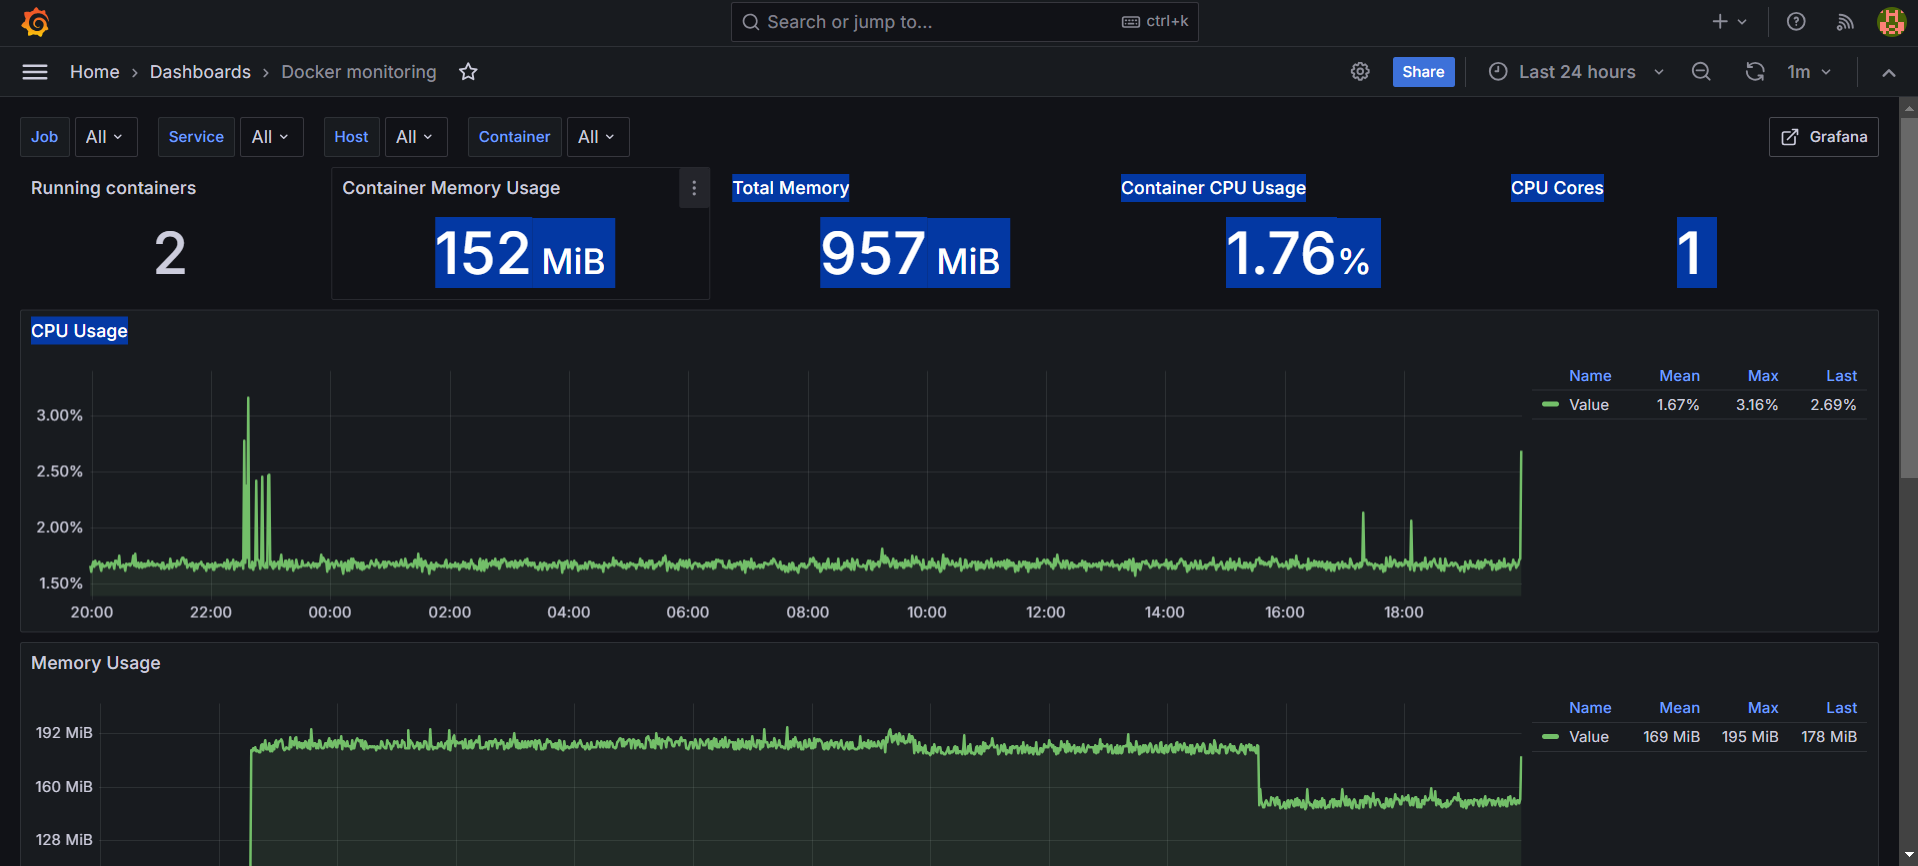 Search or jump to... ctrl+k
Home › Dashboards › Docker monitoring
Share
Last 24 hours
1m
Job All
Service All
Host All
Container All
Grafana
Running containers
2
Container Memory Usage
152 MiB
Total Memory
957 MiB
Container CPU Usage
1.76%
CPU Cores
1
CPU Usage
3.00%
2.50%
2.00%
1.50%
20:00 22:00 00:00 02:00 04:00 06:00 08:00 10:00 12:00 14:00 16:00 18:00
Name Mean Max Last
Value 1.67% 3.16% 2.69%
Memory Usage
192 MiB
160 MiB
128 MiB
Name Mean Max Last
Value 169 MiB 195 MiB 178 MiB